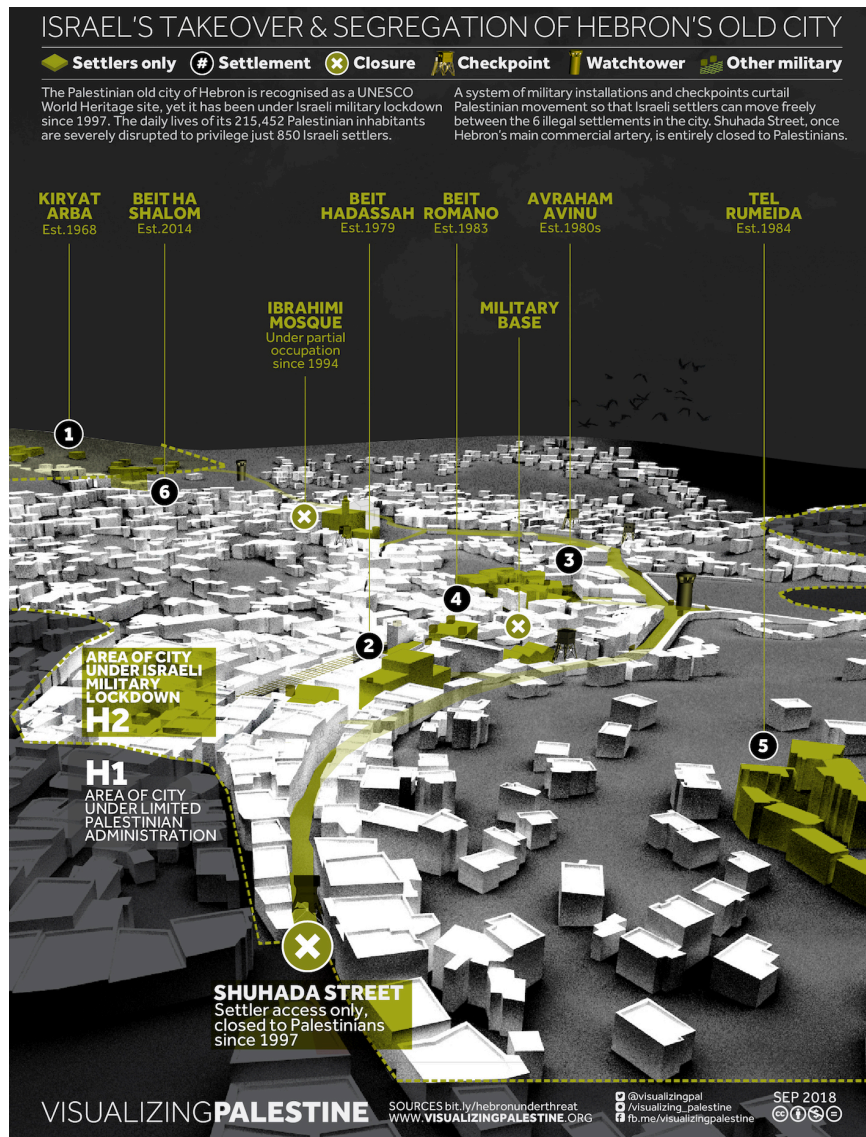 ISRAEL'S TAKEOVER & SEGREGATION OF HEBRON'S OLD CITY
Settlers only # Settlement Closure Checkpoint Watchtower Other military
The Palestinian old city of Hebron is recognised as a UNESCO
World Heritage site, yet it has been under Israeli military lockdown
since 1997. The daily lives of its 215,452 Palestinian inhabitants
are severely disrupted to privilege just 850 Israeli settlers.
A system of military installations and checkpoints curtail
Palestinian movement so that Israeli settlers can move freely
between the 6 illegal settlements in the city. Shuhada Street, once
Hebron's main commercial artery, is entirely closed to Palestinians.
KIRYAT
ARBA
Est.1968
BEIT HA
SHALOM
Est.2014
BEIT
HADASSAH
Est.1979
BEIT
ROMANO
Est.1983
AVRAHAM
AVINU
Est.1980s
TEL
RUMEIDA
Est.1984
IBRAHIMI
MOSQUE
Under partial
occupation
since 1994
MILITARY
BASE
1
6
3
4
2
5
AREA OF CITY
UNDER ISRAELI
MILITARY
LOCKDOWN
H2
H1
AREA OF CITY
UNDER LIMITED
PALESTINIAN
ADMINISTRATION
SHUHADA STREET
Settler access only,
closed to Palestinians
since 1997
VISUALIZINGPALESTINE
SOURCES bit.ly/hebronunderthreat
WWW.VISUALIZINGPALESTINE.ORG
@visualizingpal
/visualizing_palestine
fb.me/visualizingpalestine
SEP 2018